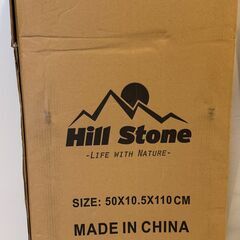 Hill Stone
-LIFE WITH NATURE-
SIZE: 50X10.5X110CM
MADE IN CHINA